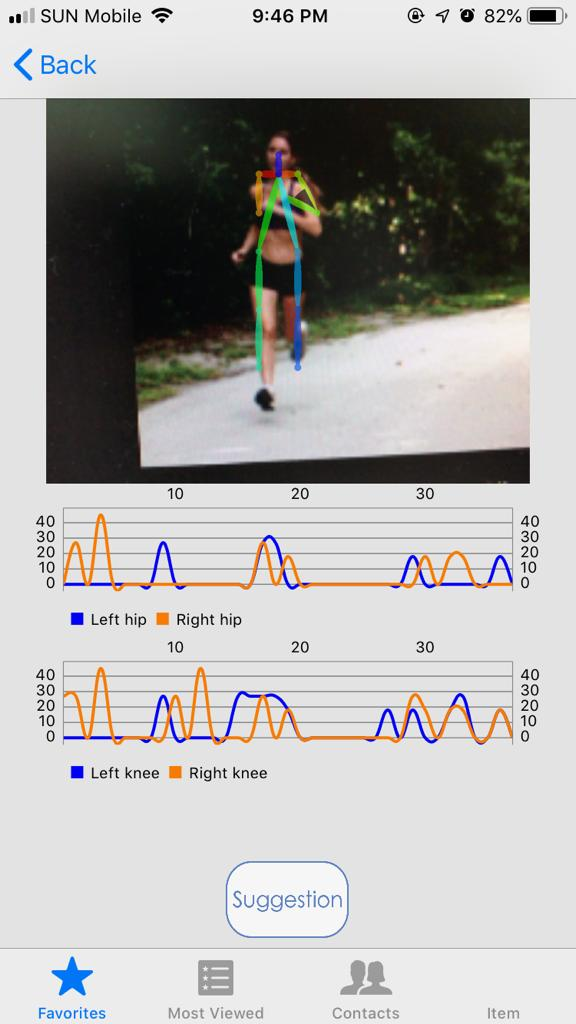 SUN Mobile 9:46 PM 82%
Back
10 20 30
40 40
30 30
20 20
10 10
0 0
Left hip Right hip
10 20 30
40 40
30 30
20 20
10 10
0 0
Left knee Right knee
Suggestion
Favorites Most Viewed Contacts Item